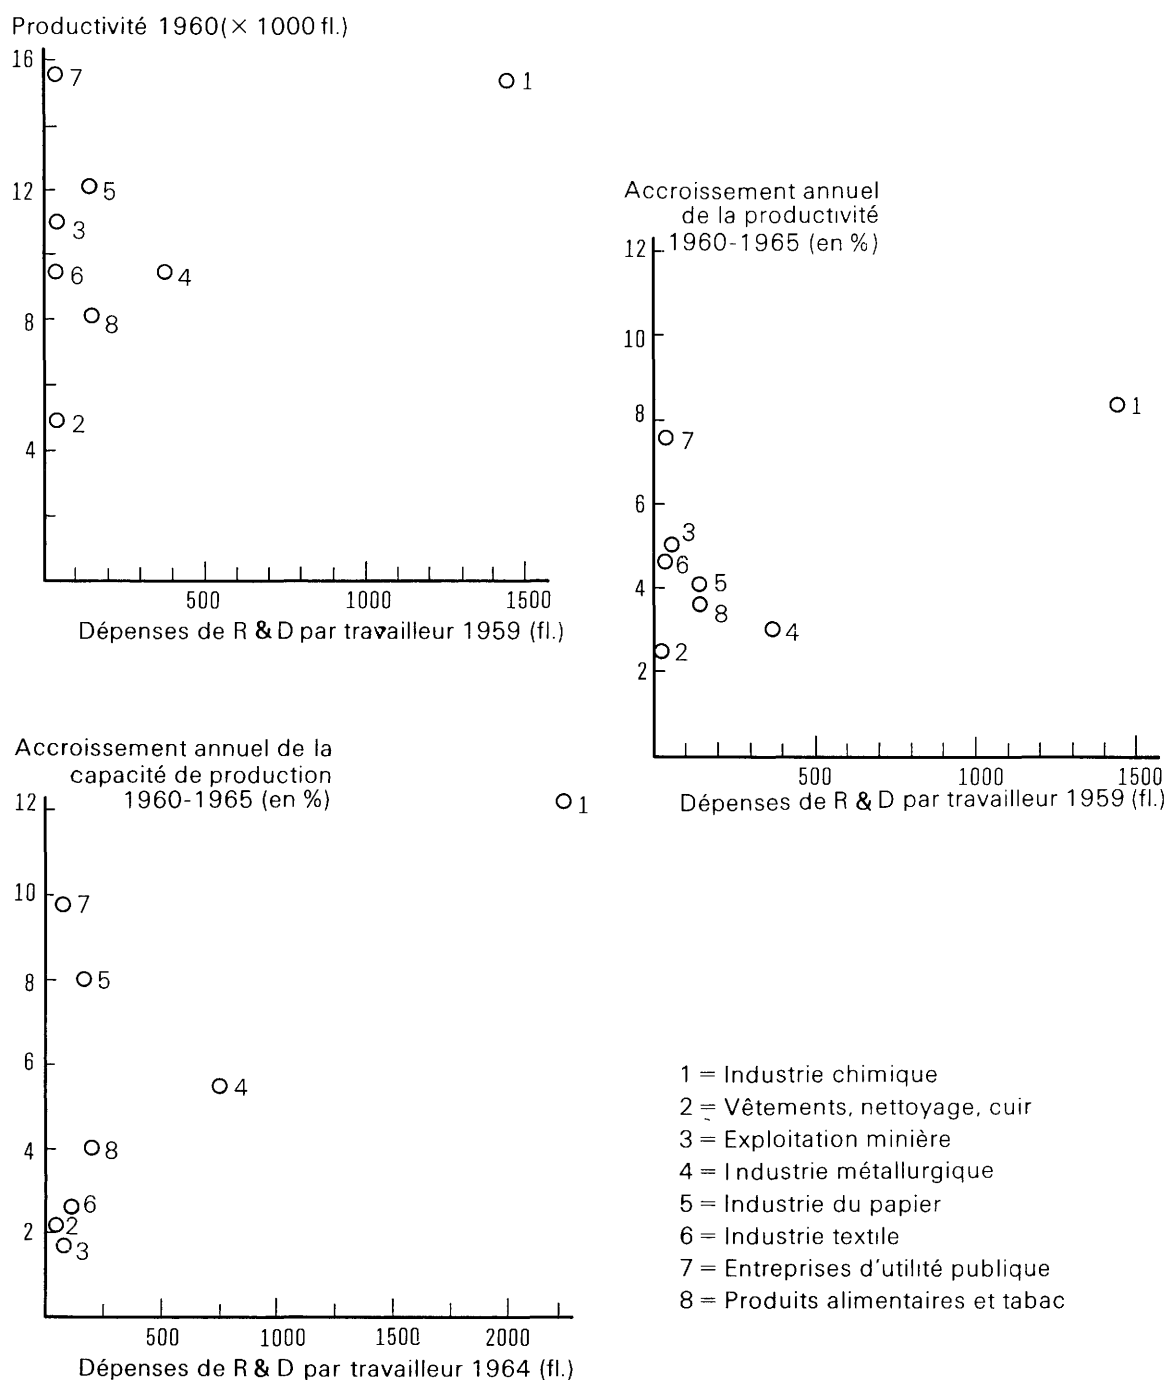 Productivité 1960(× 1000 fl.)
16
12
8
4
7
1
5
3
6
4
8
2
500 1000 1500
Dépenses de R & D par travailleur 1959 (fl.)
Accroissement annuel
de la productivité
1960-1965 (en %)
12
10
8
6
4
2
1
7
3
6
5
8
4
2
500 1000 1500
Dépenses de R & D par travailleur 1959 (fl.)
Accroissement annuel de la
capacité de production
1960-1965 (en %)
12
10
8
6
4
2
1
7
5
4
8
6
2
3
500 1000 1500 2000
Dépenses de R & D par travailleur 1964 (fl.)
1 = Industrie chimique
2 = Vêtements, nettoyage, cuir
3 = Exploitation minière
4 = Industrie métallurgique
5 = Industrie du papier
6 = Industrie textile
7 = Entreprises d'utilité publique
8 = Produits alimentaires et tabac